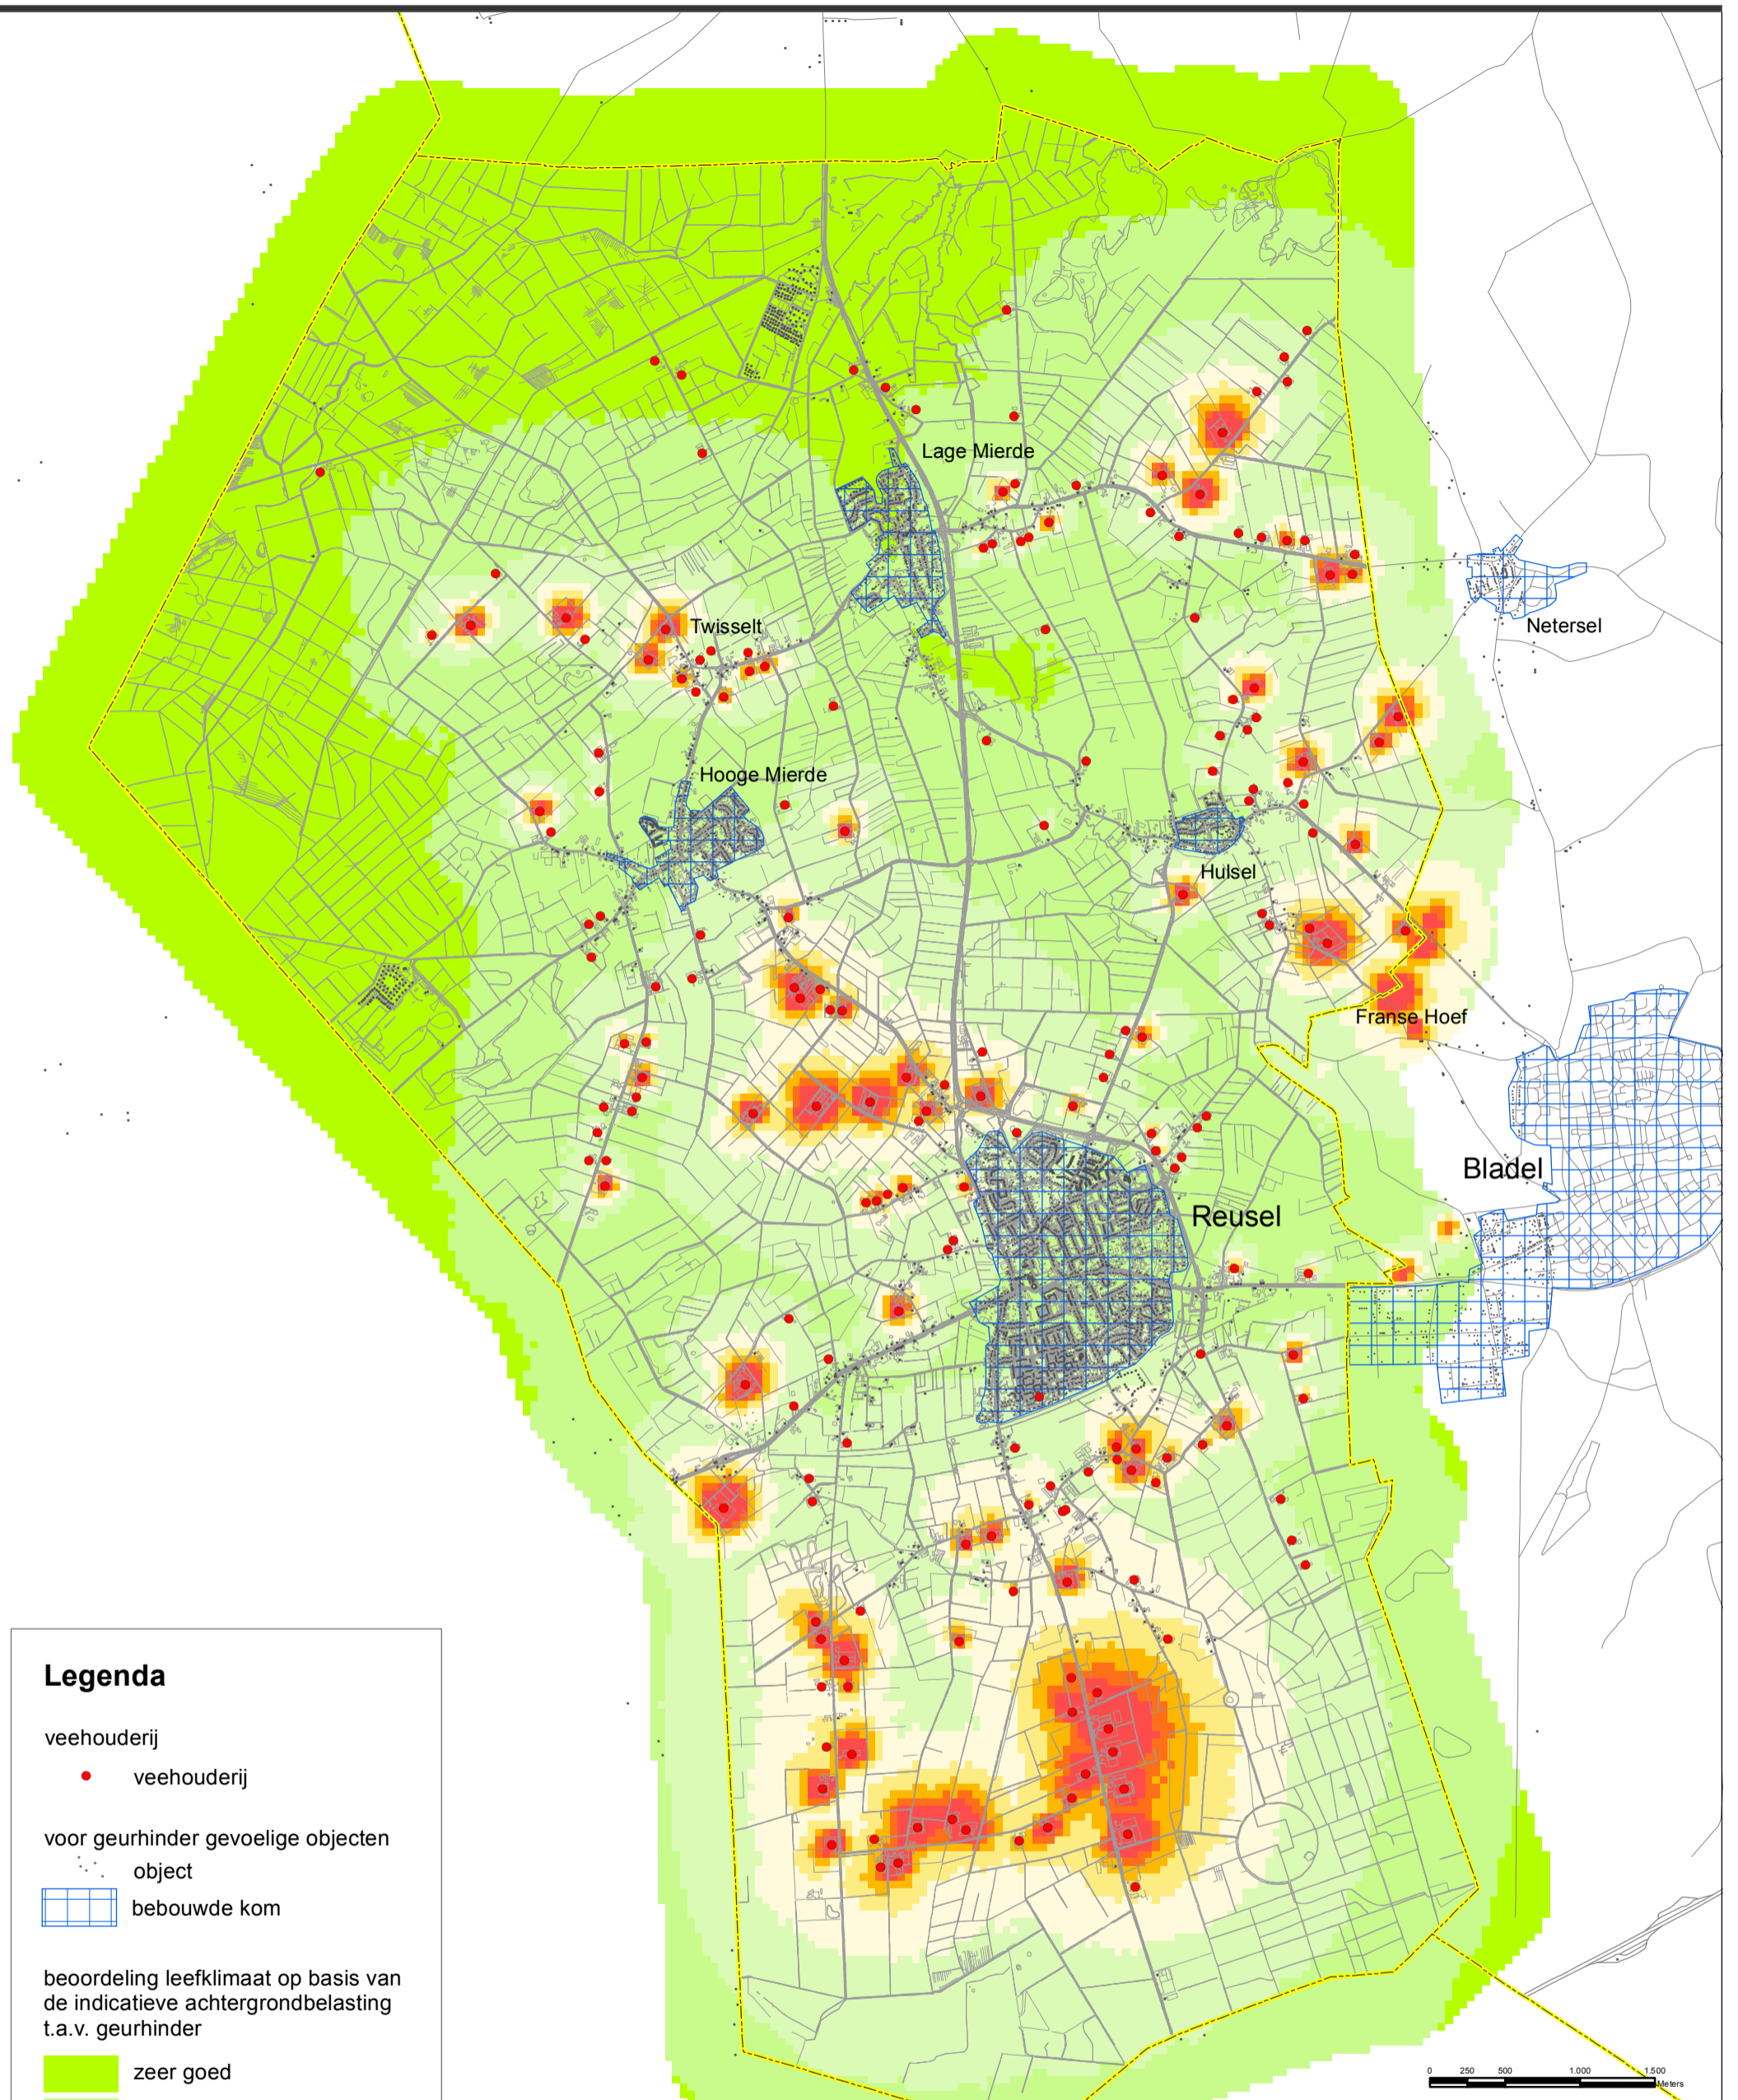 Lage Mierde
Netersel
Twisselt
Hooge Mierde
Hulsel
Franse Hoef
Bladel
Reusel
Legenda
veehouderij
veehouderij
voor geurhinder gevoelige objecten
object
bebouwde kom
beoordeling leefklimaat op basis van
de indicatieve achtergrondbelasting
t.a.v. geurhinder
zeer goed
0 250 500 1.000 1.500
Meters